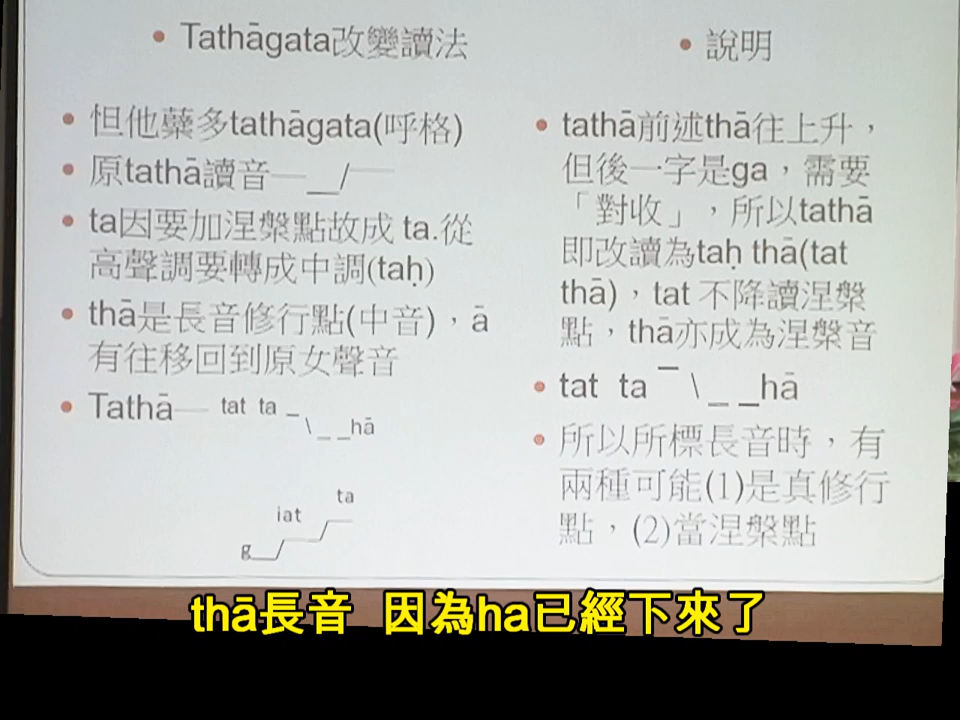 • Tathāgata改變讀法
• 怛他蘗多tathāgata(呼格)
• 原tathā讀音—__/—
• ta因要加涅槃點故成 ta.從
高聲調要轉成中調(taḥ)
• thā是長音修行點(中音)，ā
有往移回到原女聲音
• Tathā— tat ta _
\_ _hā
ta
iat
g
• 說明
• tathā前述thā往上升，
但後一字是ga，需要
「對收」，所以tathā
即改讀為taḥ thā(tat
thā)，tat 不降讀涅槃
點，thā亦成為涅槃音
• tat ta ¯ \_ _hā
• 所以所標長音時，有
兩種可能(1)是真修行
點，(2)當涅槃點
thā長音 因為ha已經下來了